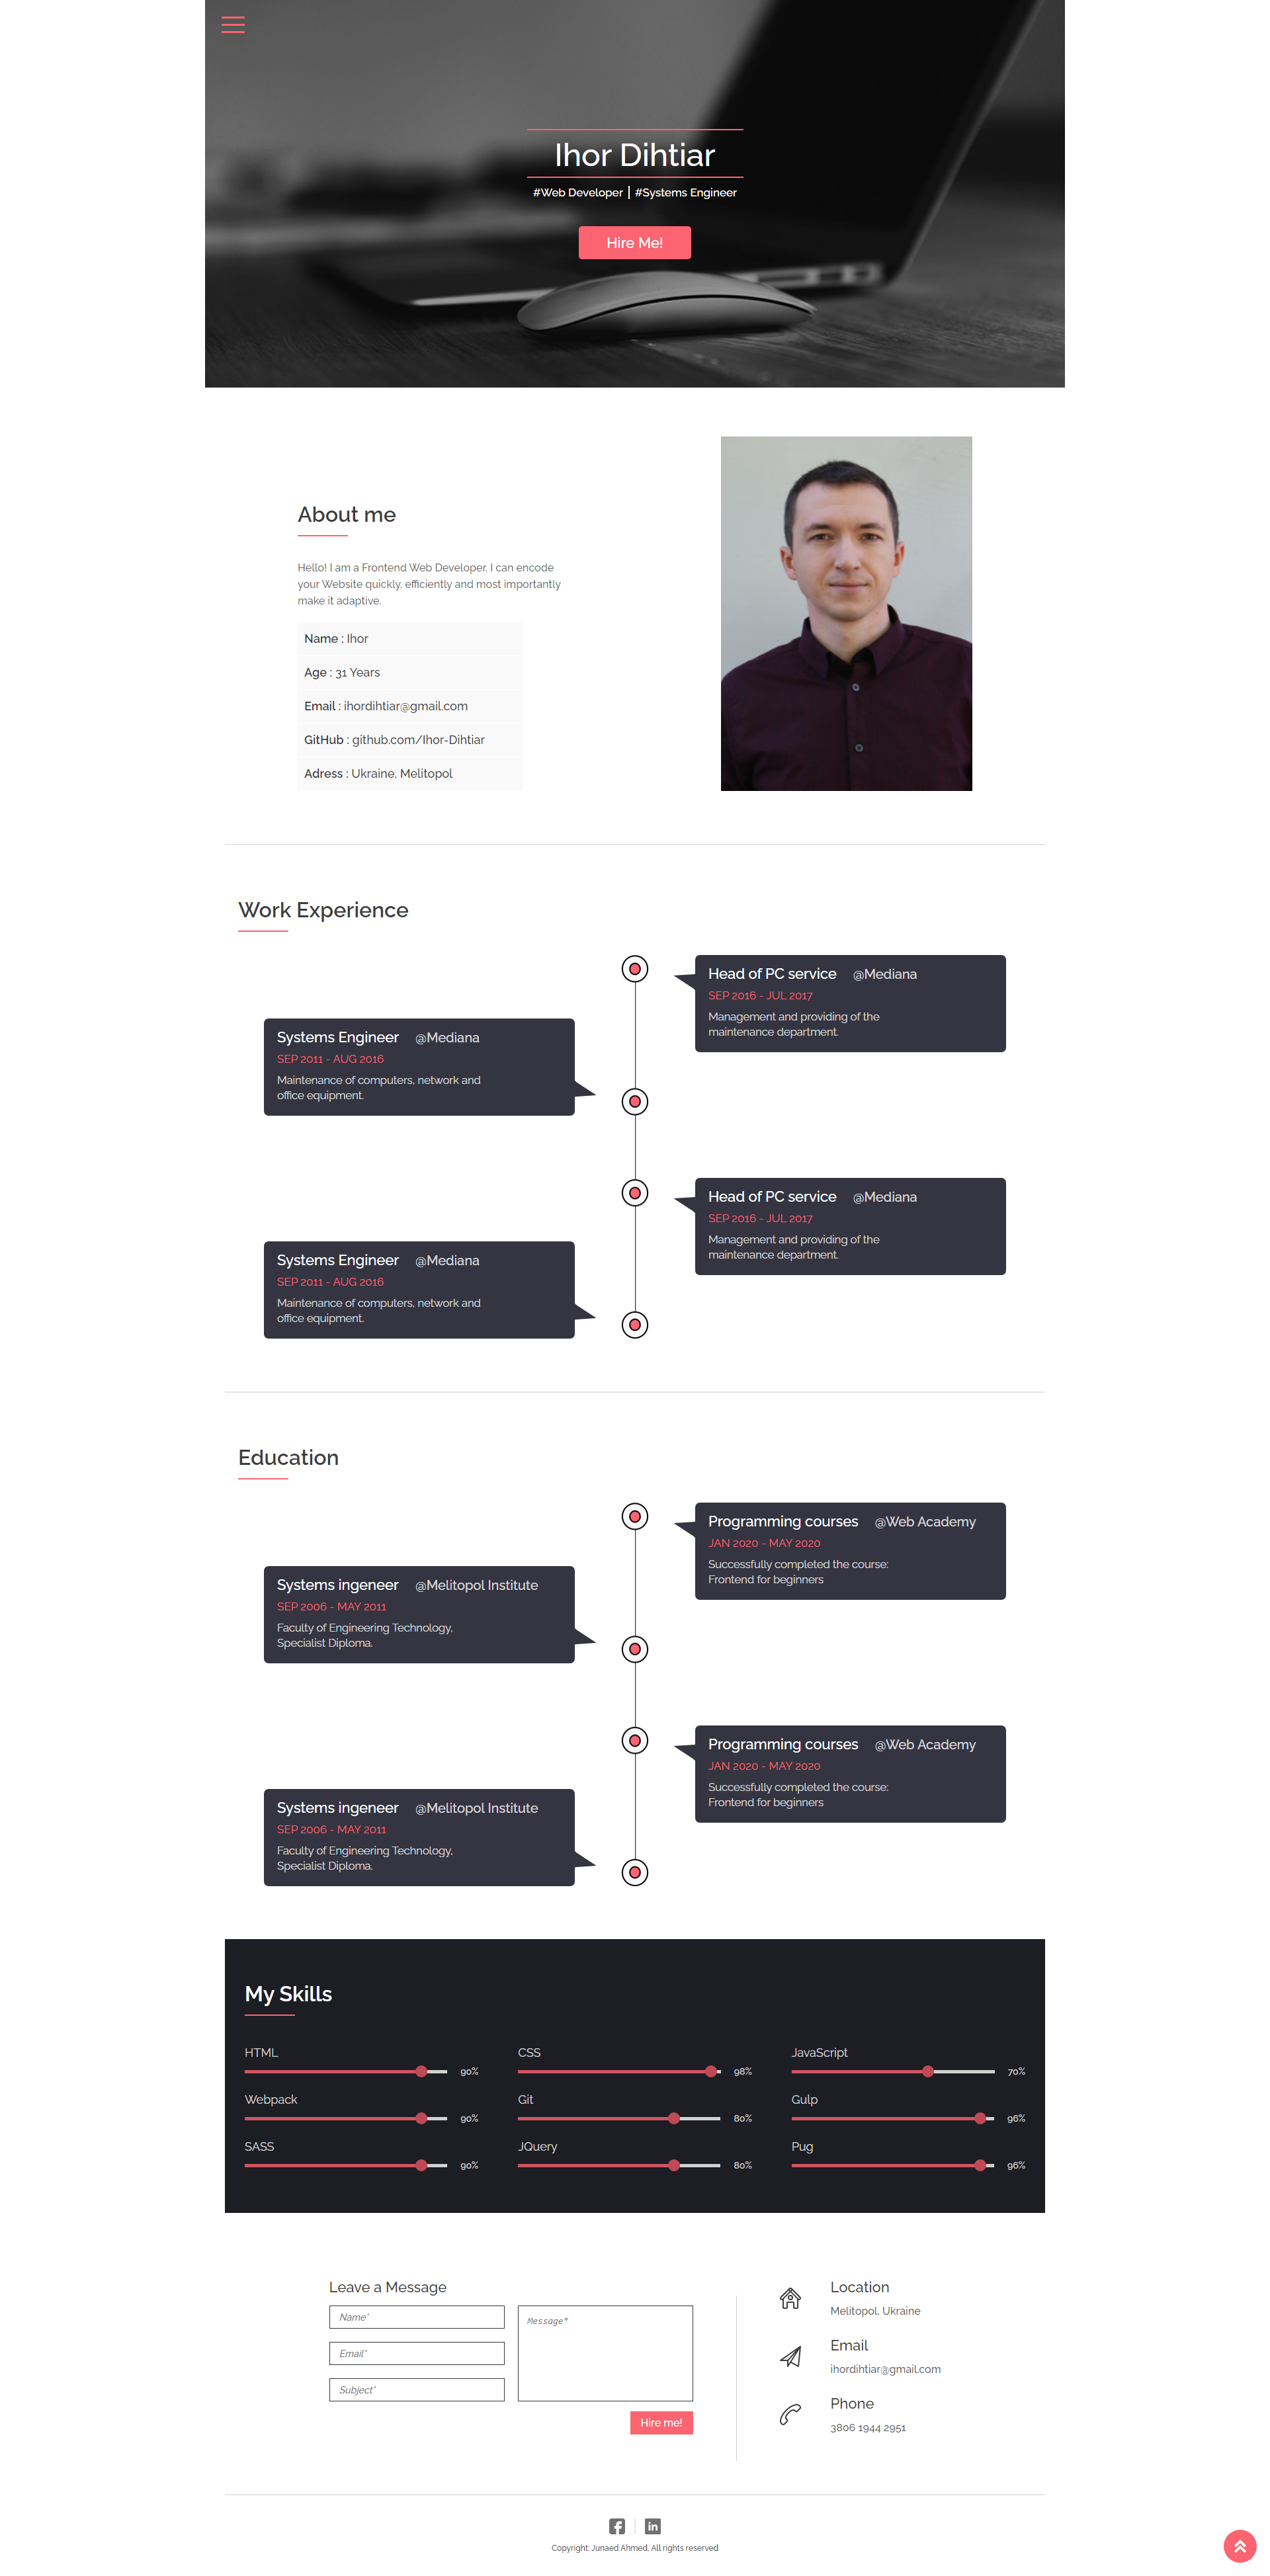 Ihor Dihtiar
#Web Developer | #Systems Engineer
Hire Me!
About me
Hello! I am a Frontend Web Developer, I can encode
your Website quickly, efficiently and most importantly
make it adaptive.
Name : Ihor
Age : 31 Years
Email : ihordihtiar@gmail.com
GitHub : github.com/Ihor-Dihtiar
Adress : Ukraine, Melitopol
Work Experience
Head of PC service @Mediana
SEP 2016 - JUL 2017
Management and providing of the
maintenance department.
Systems Engineer @Mediana
SEP 2011 - AUG 2016
Maintenance of computers, network and
office equipment.
Head of PC service @Mediana
SEP 2016 - JUL 2017
Management and providing of the
maintenance department.
Systems Engineer @Mediana
SEP 2011 - AUG 2016
Maintenance of computers, network and
office equipment.
Education
Programming courses @Web Academy
JAN 2020 - MAY 2020
Successfully completed the course:
Frontend for beginners
Systems ingeneer @Melitopol Institute
SEP 2006 - MAY 2011
Faculty of Engineering Technology,
Specialist Diploma.
Programming courses @Web Academy
JAN 2020 - MAY 2020
Successfully completed the course:
Frontend for beginners
Systems ingeneer @Melitopol Institute
SEP 2006 - MAY 2011
Faculty of Engineering Technology,
Specialist Diploma.
My Skills
HTML
90%
CSS
98%
JavaScript
70%
Webpack
90%
Git
80%
Gulp
96%
SASS
90%
JQuery
80%
Pug
96%
Leave a Message
Name*
Email*
Subject*
Message*
Hire me!
Location
Melitopol, Ukraine
Email
ihordihtiar@gmail.com
Phone
3806 1944 2951
Copyright: Junaed Ahmed, All rights reserved